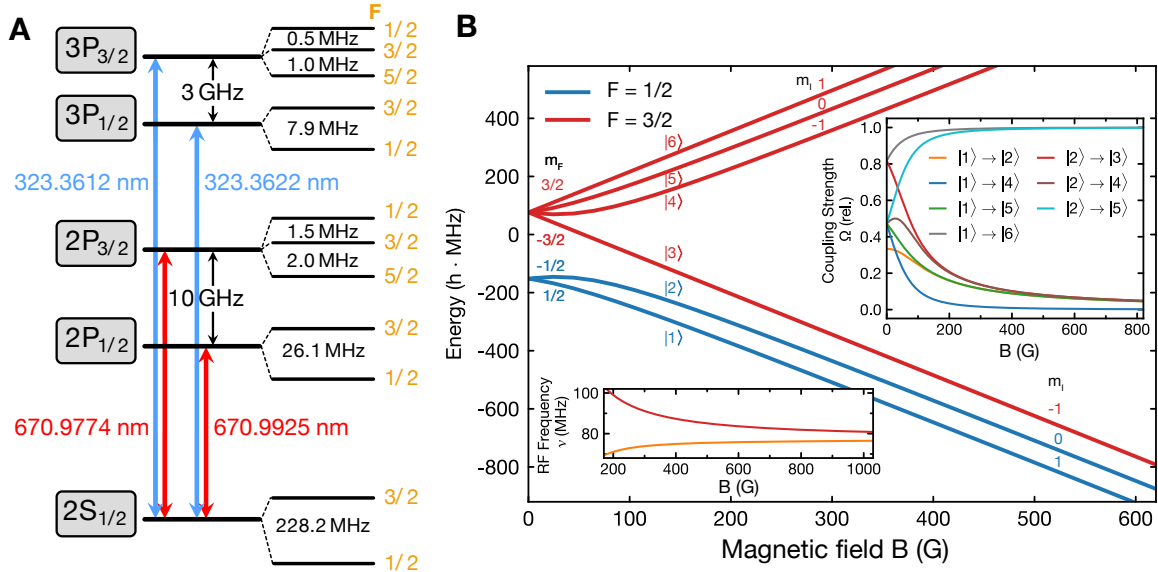 A
F
3P3/2
3P1/2
2P3/2
2P1/2
2S1/2
1/2
0.5 MHz
3/2
1.0 MHz
5/2
3 GHz
3/2
7.9 MHz
1/2
323.3612 nm
323.3622 nm
1/2
1.5 MHz
3/2
2.0 MHz
5/2
10 GHz
3/2
26.1 MHz
1/2
670.9774 nm
670.9925 nm
3/2
228.2 MHz
1/2
B
F = 1/2
F = 3/2
Energy (h · MHz)
400
200
0
-200
-400
-600
-800
0
100
200
300
400
500
600
Magnetic field B (G)
mF
3/2
-3/2
-1/2
1/2
|6⟩
|5⟩
|4⟩
|3⟩
|2⟩
|1⟩
mI
1
0
-1
mI
-1
0
1
Coupling Strength
Ω (rel.)
1.0
0.8
0.6
0.4
0.2
0.0
0
200
400
600
800
B (G)
|1⟩ → |2⟩
|1⟩ → |4⟩
|1⟩ → |5⟩
|1⟩ → |6⟩
|2⟩ → |3⟩
|2⟩ → |4⟩
|2⟩ → |5⟩
RF Frequency
ν (MHz)
100
80
200
400
600
800
1000
B (G)